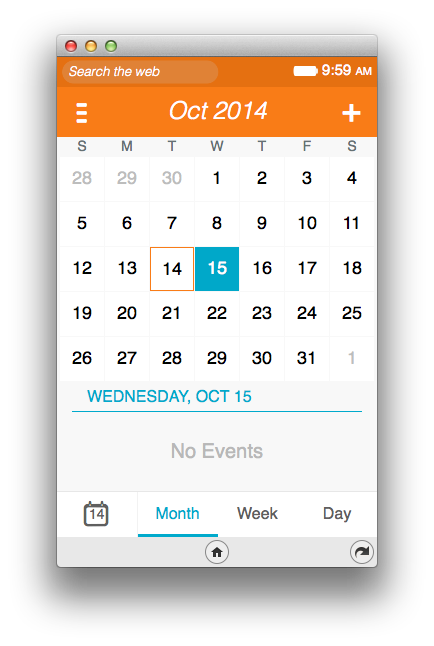 Search the web 9:59 AM
Oct 2014 +
S M T W T F S
28 29 30 1 2 3 4
5 6 7 8 9 10 11
12 13 14 15 16 17 18
19 20 21 22 23 24 25
26 27 28 29 30 31 1
WEDNESDAY, OCT 15
No Events
14 Month Week Day